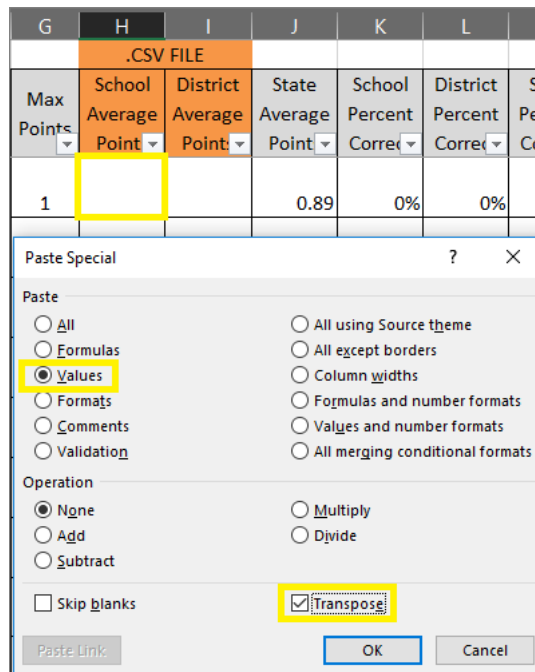 G H I J K L
.CSV FILE
Max Points School Average Point District Average Point: State Average Point School Percent Correc District Percent Correc
1 0.89 0% 0%
Paste Special ? X
Paste
All All using Source theme
Formulas All except borders
Values Column widths
Formats Formulas and number formats
Comments Values and number formats
Validation All merging conditional formats
Operation
None Multiply
Add Divide
Subtract
Skip blanks Transpose
Paste Link OK Cancel